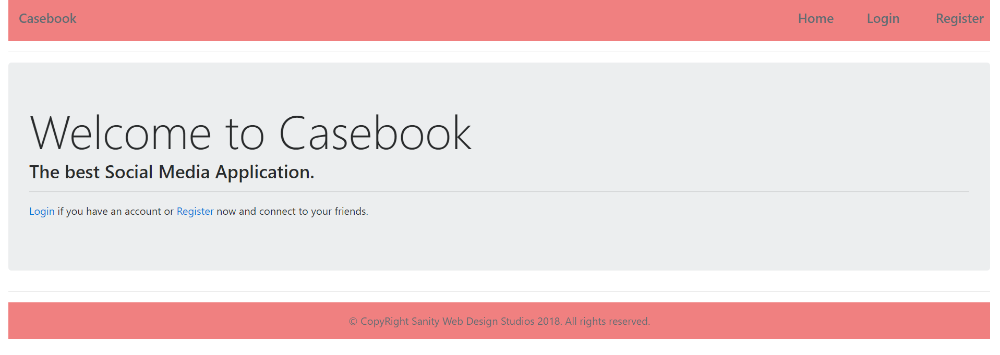 Casebook Home Login Register
Welcome to Casebook
The best Social Media Application.
Login if you have an account or Register now and connect to your friends.
© CopyRight Sanity Web Design Studios 2018. All rights reserved.